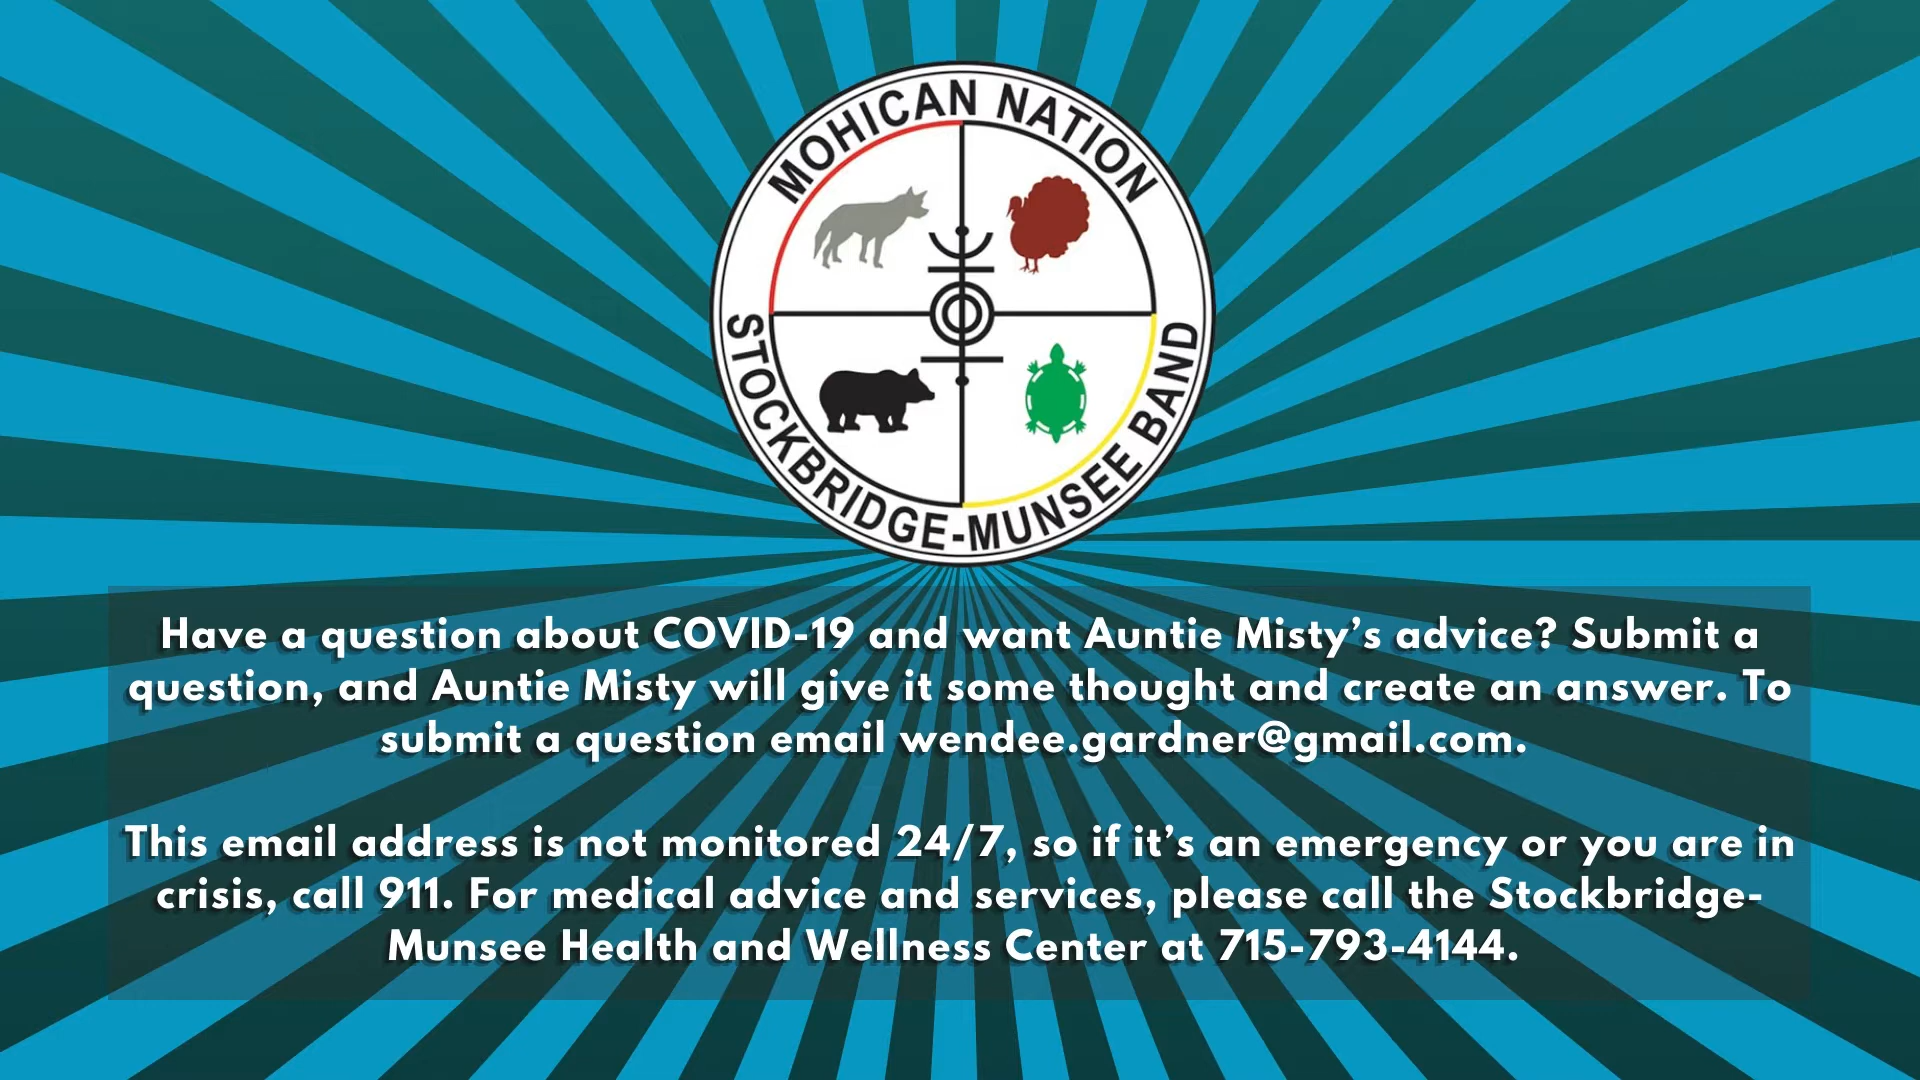 MOHICAN NATION
STOCKBRIDGE-MUNSEE BAND
Have a question about COVID-19 and want Auntie Misty’s advice? Submit a
question, and Auntie Misty will give it some thought and create an answer. To
submit a question email wendee.gardner@gmail.com.
This email address is not monitored 24/7, so if it’s an emergency or you are in
crisis, call 911. For medical advice and services, please call the Stockbridge-
Munsee Health and Wellness Center at 715-793-4144.